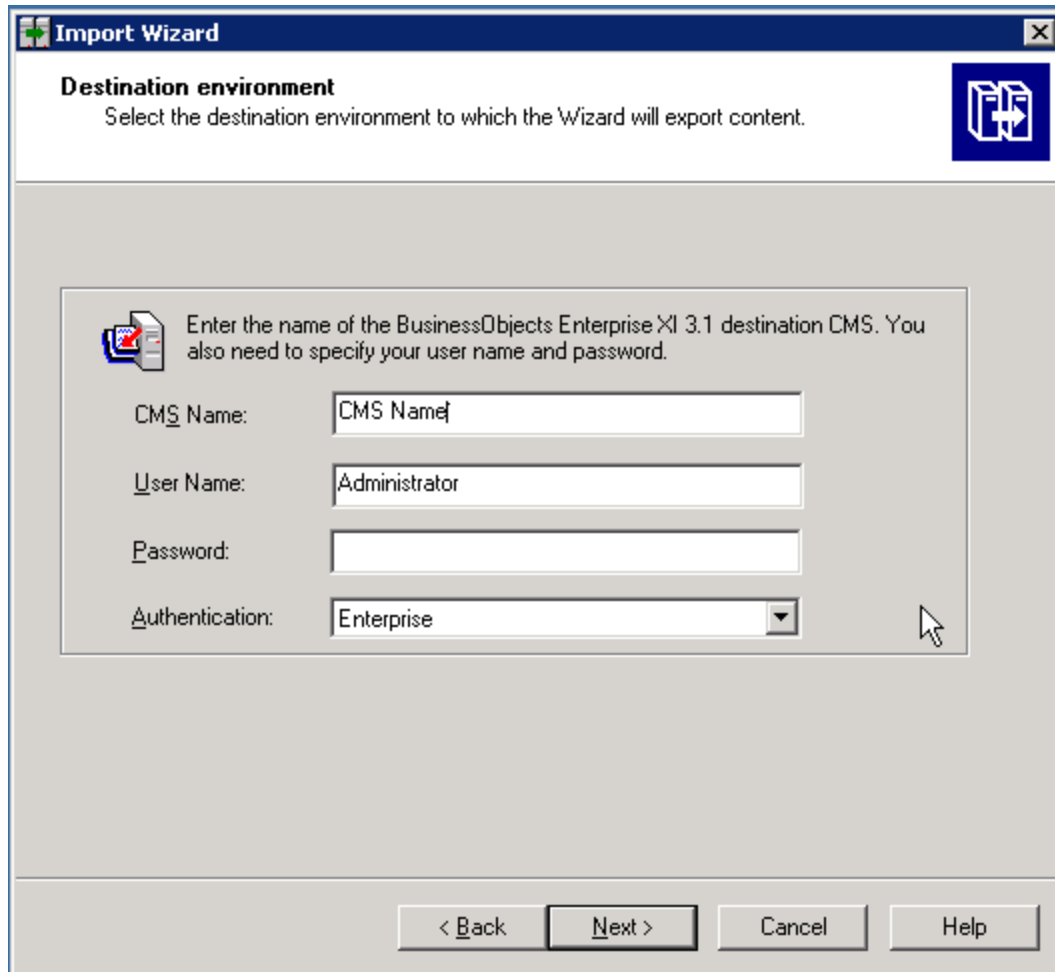 Import Wizard
Destination environment
Select the destination environment to which the Wizard will export content.
Enter the name of the BusinessObjects Enterprise XI 3.1 destination CMS. You
also need to specify your user name and password.
CMS Name: CMS Name
User Name: Administrator
Password:
Authentication: Enterprise
< Back Next > Cancel Help